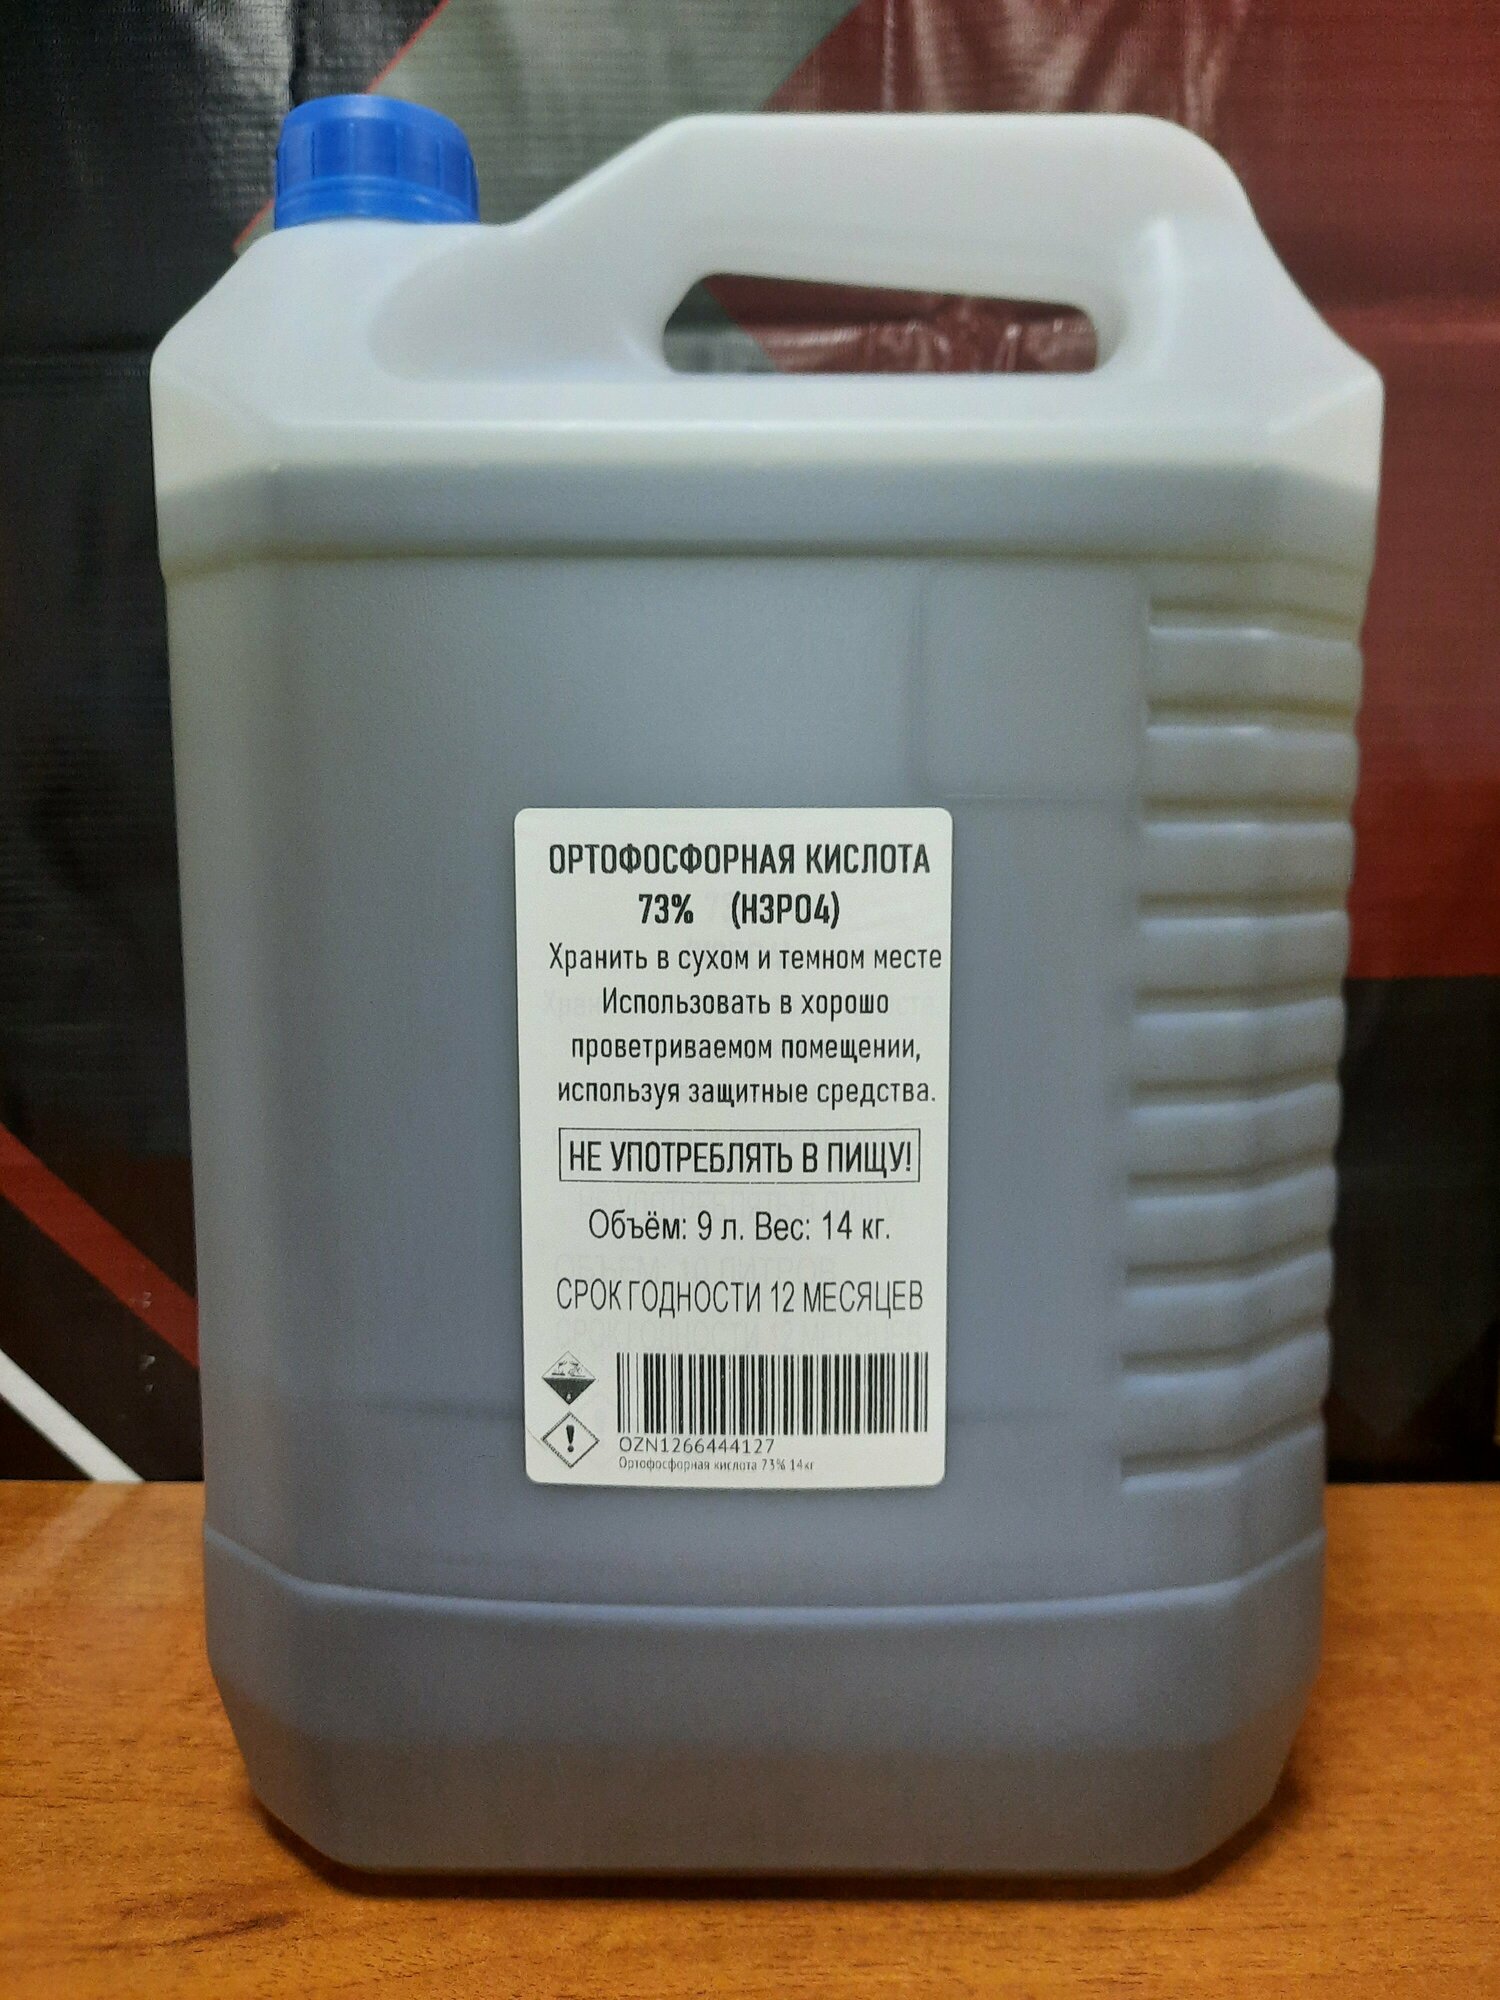 ОРТОФОСФОРНАЯ КИСЛОТА
73% (H3PO4)
Хранить в сухом и темном месте
Использовать в хорошо
проветриваемом помещении,
используя защитные средства.
НЕ УПОТРЕБЛЯТЬ В ПИЩУ!
Объём: 9 л. Вес: 14 кг.
СРОК ГОДНОСТИ 12 МЕСЯЦЕВ
OZN1266444127
Ортофосфорная кислота 73% 14кг